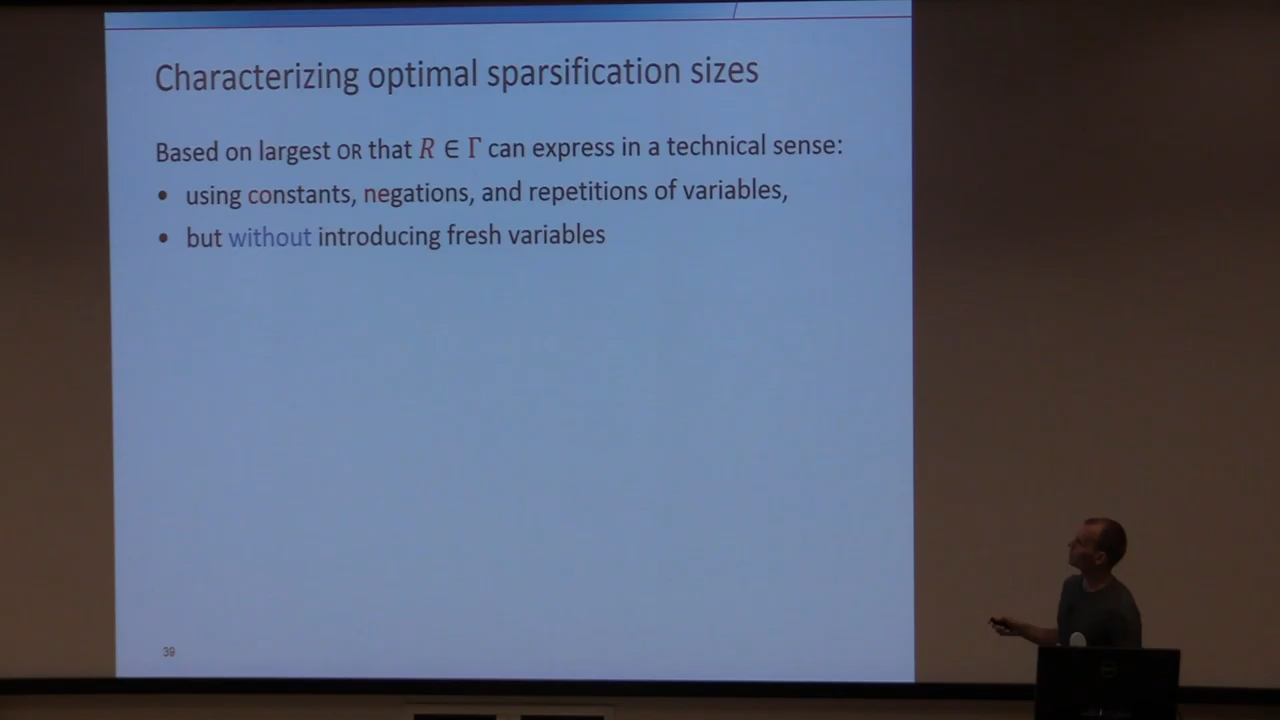 Characterizing optimal sparsification sizes
Based on largest OR that R ∈ Γ can express in a technical sense:
• using constants, negations, and repetitions of variables,
• but without introducing fresh variables
39